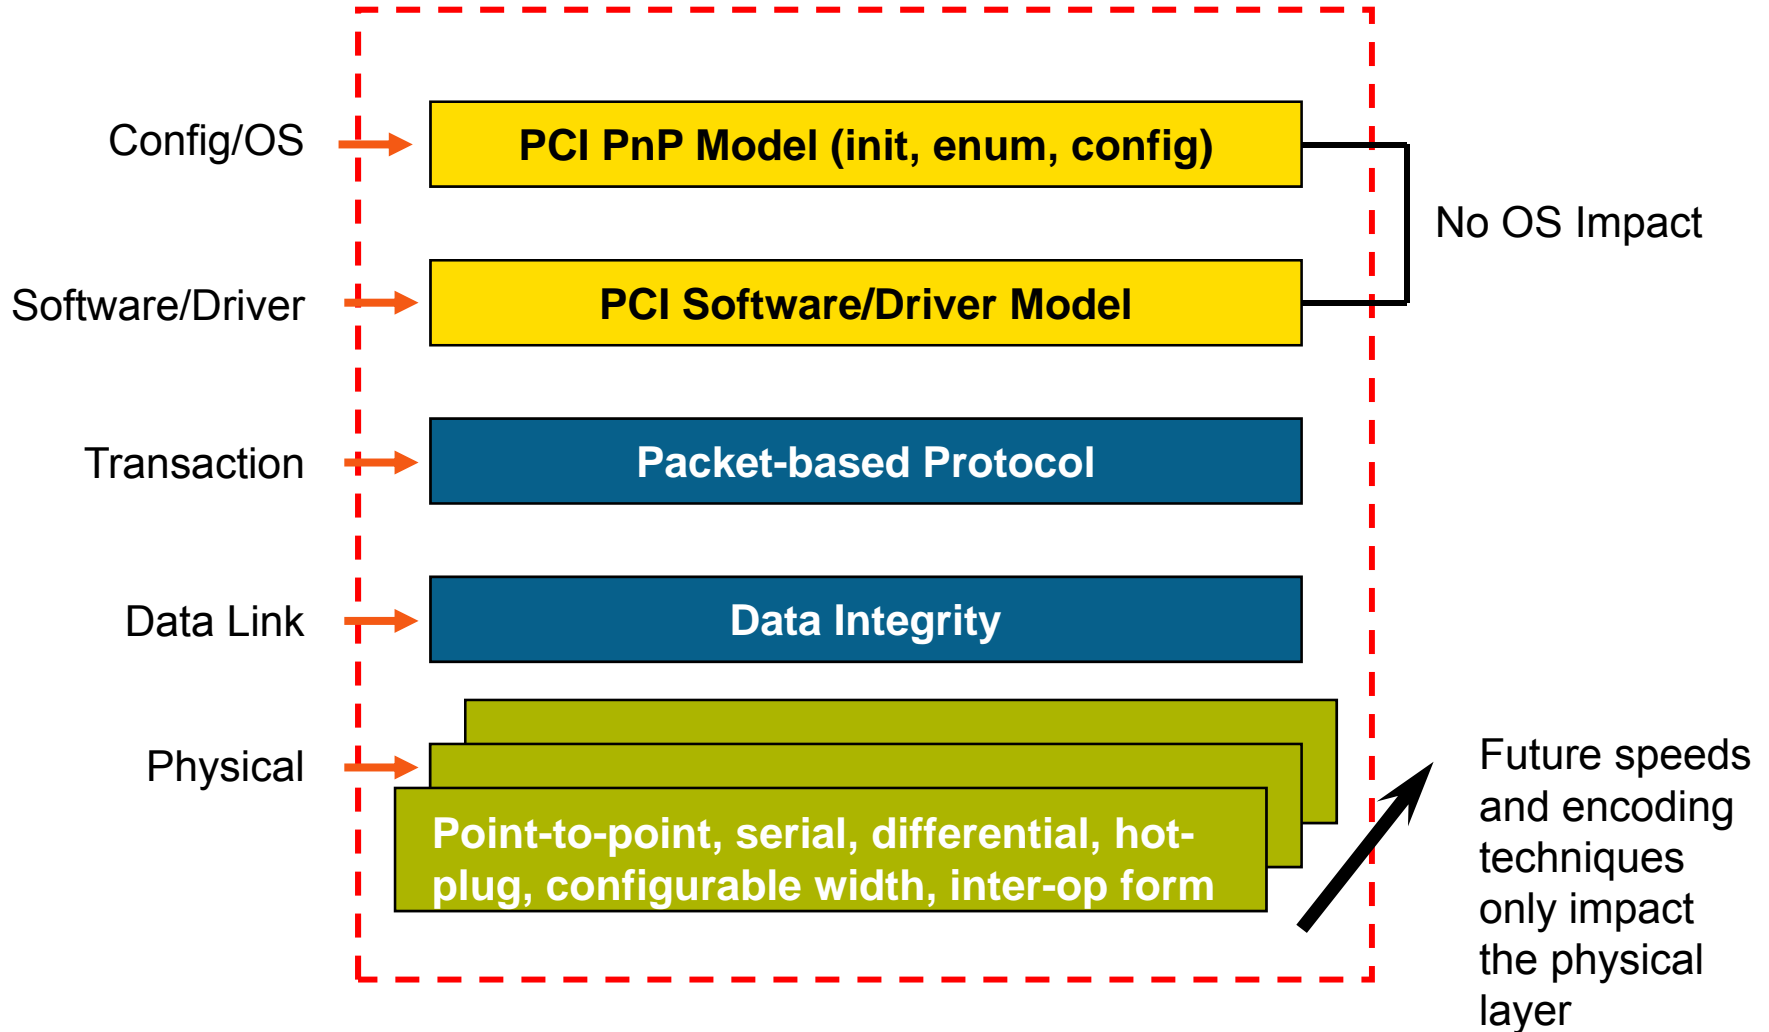 Config/OS
PCI PnP Model (init, enum, config)
No OS Impact
Software/Driver
PCI Software/Driver Model
Transaction
Packet-based Protocol
Data Link
Data Integrity
Physical
Point-to-point, serial, differential, hot-
plug, configurable width, inter-op form
Future speeds
and encoding
techniques
only impact
the physical
layer